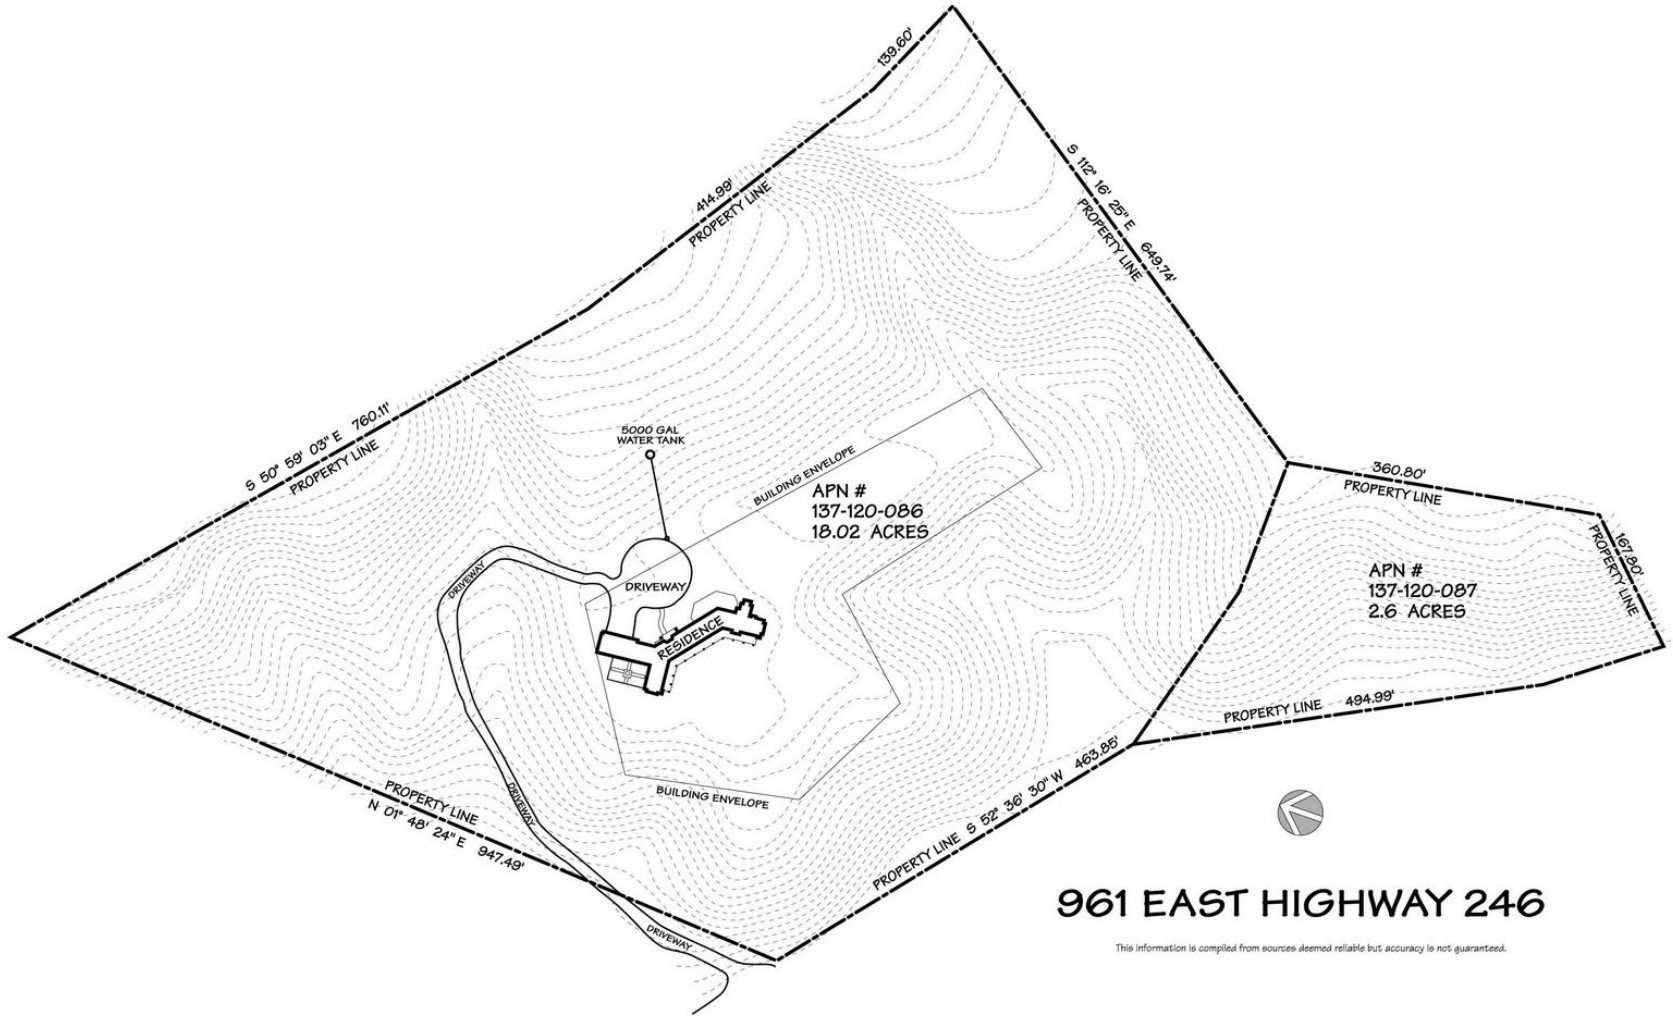 139.60'
414.99'
PROPERTY LINE
S 112° 16' 25" E 649.74'
PROPERTY LINE
S 50° 59' 03" E 760.11'
PROPERTY LINE
5000 GAL
WATER TANK
BUILDING ENVELOPE
APN #
137-120-086
18.02 ACRES
360.80'
PROPERTY LINE
167.80'
PROPERTY LINE
APN #
137-120-087
2.6 ACRES
DRIVEWAY
DRIVEWAY
RESIDENCE
PROPERTY LINE 494.99'
PROPERTY LINE
N 01° 48' 24" E 947.49'
DRIVEWAY
BUILDING ENVELOPE
PROPERTY LINE S 52° 36' 30" W 463.85'
DRIVEWAY
961 EAST HIGHWAY 246
This information is compiled from sources deemed reliable but accuracy is not guaranteed.